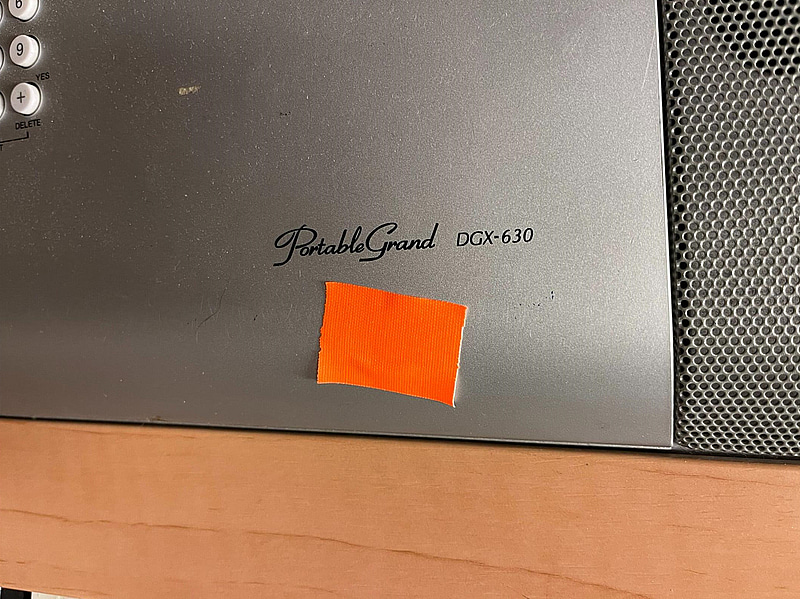 6
9
YES
+
DELETE
PortableGrand DGX-630